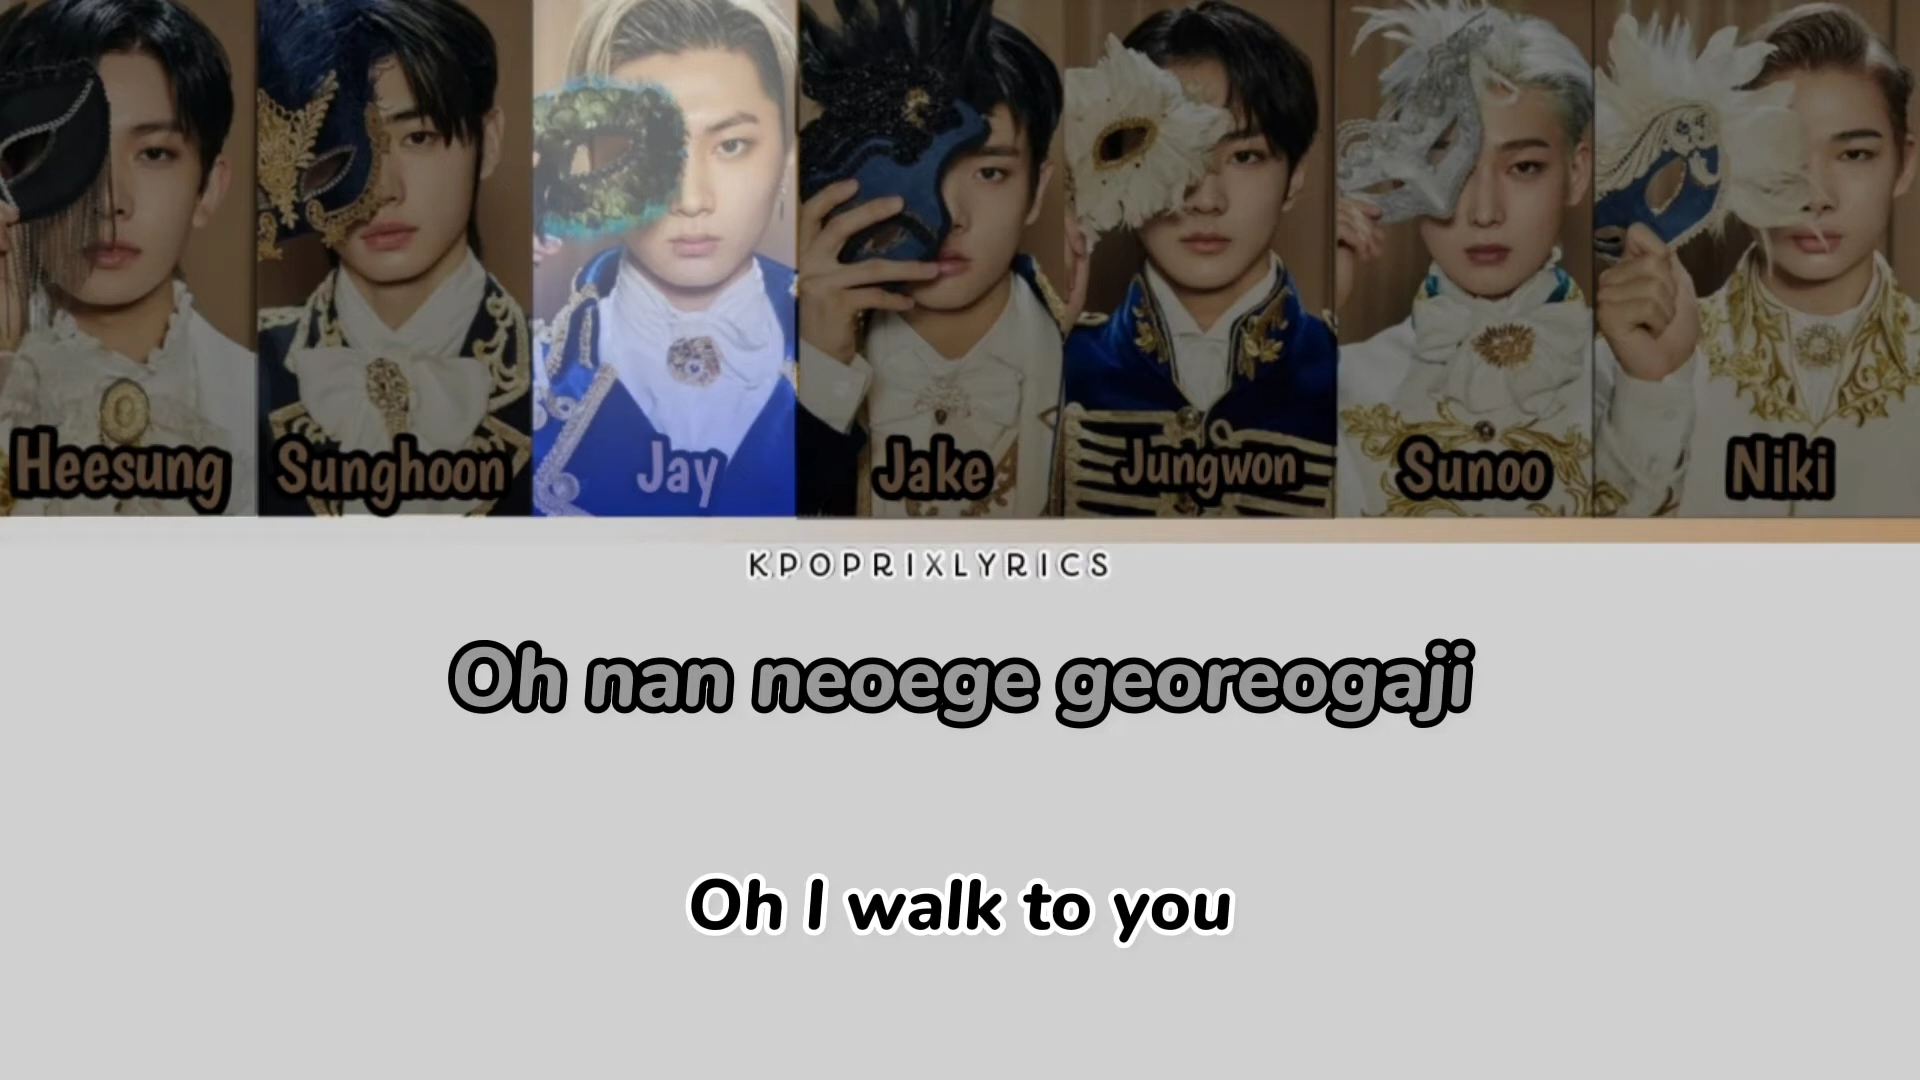 Heesung Sunghoon Jay Jake Jungwon Sunoo Niki
KPOPRIXLYRICS
Oh nan neoege georeogaji
Oh I walk to you